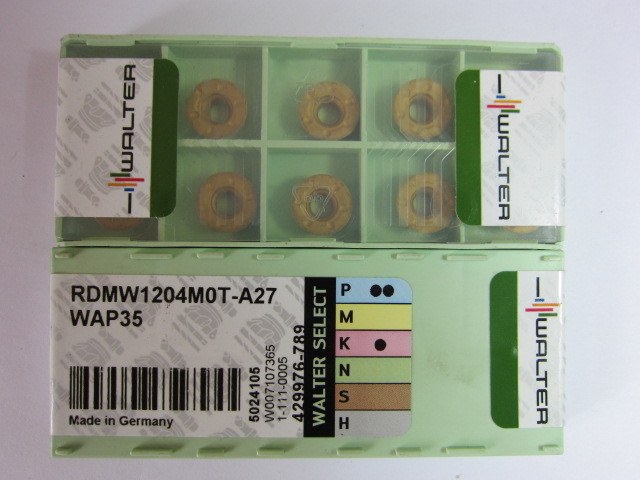 WALTER
WALTER
RDMW1204M0T-A27
WAP35
Made in Germany
5024105
W007107365
1-111-0005
429976-789
WALTER SELECT
P
M
K
N
S
H
WALTER